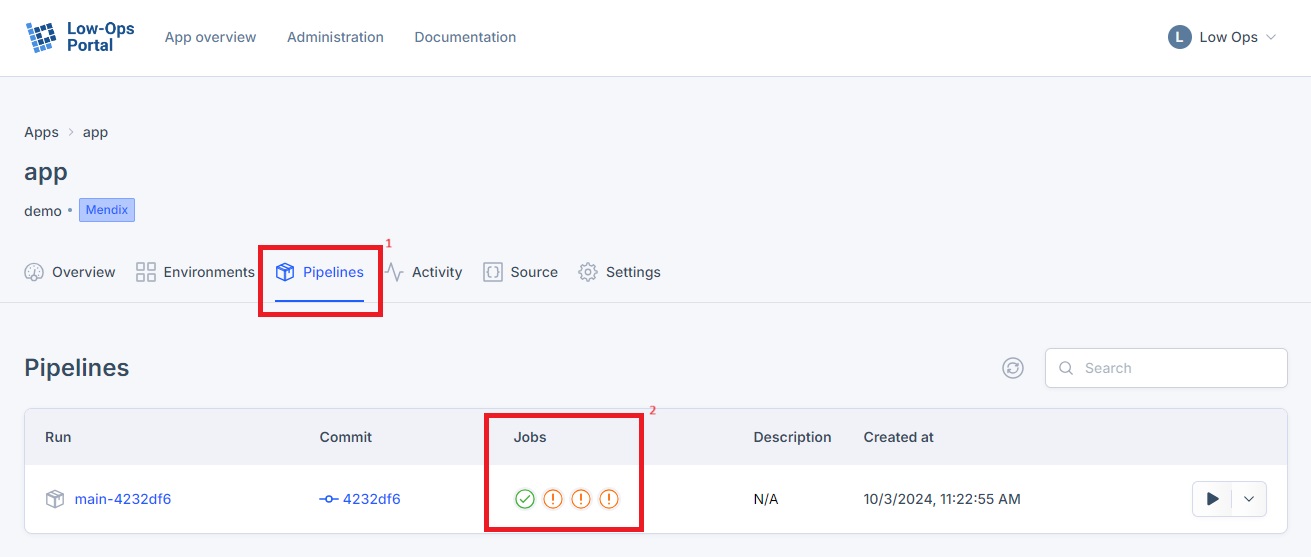 Low-Ops
Portal
App overview
Administration
Documentation
L
Low Ops
Apps > app
app
demo • Mendix
1
Overview
Environments
Pipelines
Activity
Source
Settings
Pipelines
Search
2
Run
Commit
Jobs
Description
Created at
main-4232df6
4232df6
N/A
10/3/2024, 11:22:55 AM